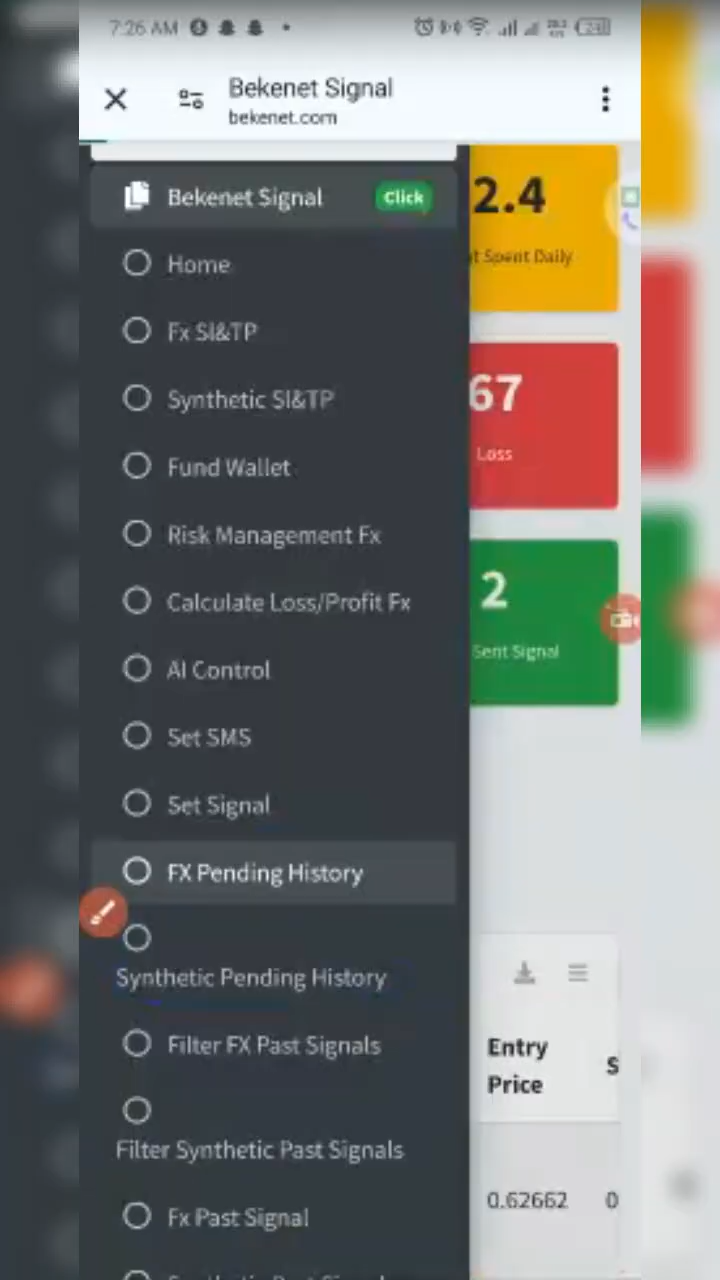 7:26 AM
Bekenet Signal
bekenet.com
Bekenet Signal Click
Home
Fx Sl&TP
Synthetic Sl&TP
Fund Wallet
Risk Management Fx
Calculate Loss/Profit Fx
AI Control
Set SMS
Set Signal
FX Pending History
Synthetic Pending History
Filter FX Past Signals
Filter Synthetic Past Signals
Fx Past Signal
2.4
t Spent Daily
67
Loss
2
Sent Signal
Entry
Price
S
0.62662 0